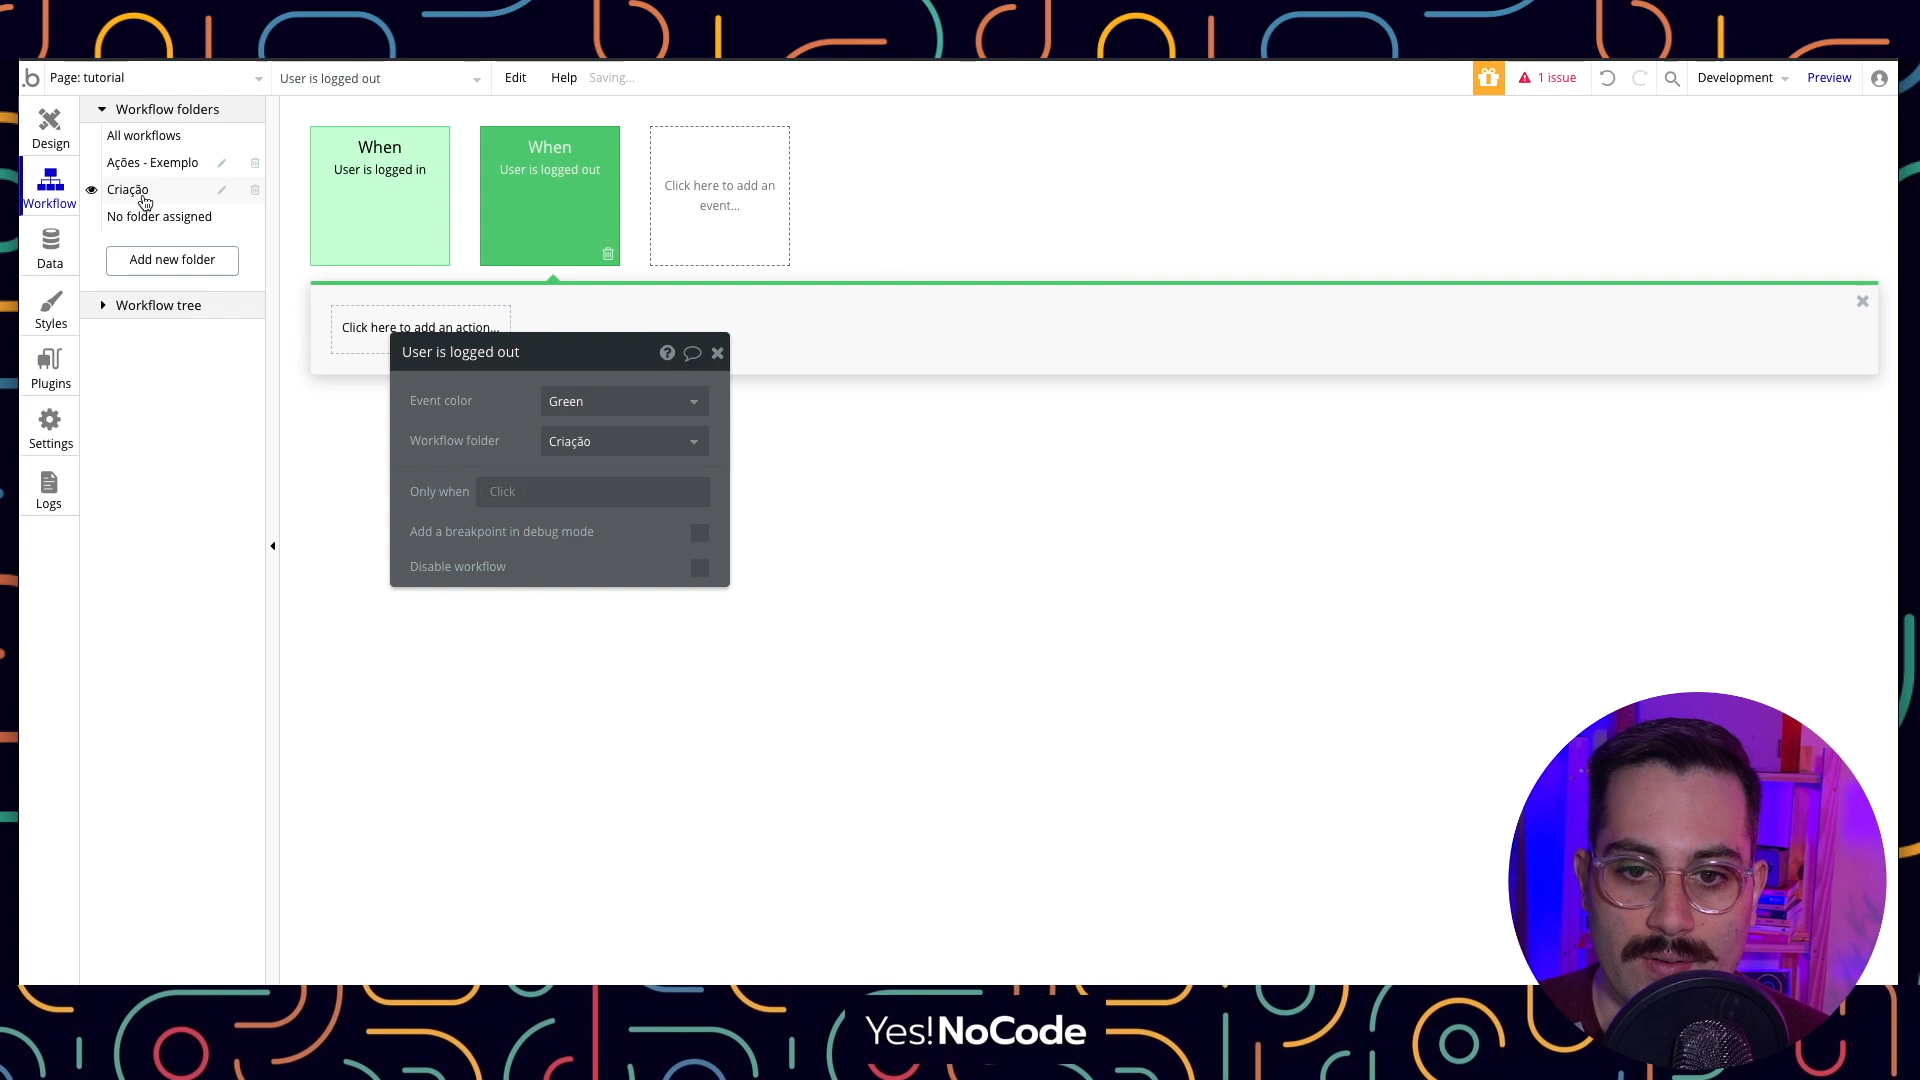 Page: tutorial
User is logged out
Edit
Help
Saving...
1 issue
Development
Preview
Design
Workflow
Data
Styles
Plugins
Settings
Logs
Workflow folders
All workflows
Ações - Exemplo
Criação
No folder assigned
Add new folder
Workflow tree
When
User is logged in
When
User is logged out
Click here to add an
event...
Click here to add an action...
User is logged out
Event color
Green
Workflow folder
Criação
Only when
Click
Add a breakpoint in debug mode
Disable workflow
Yes!NoCode